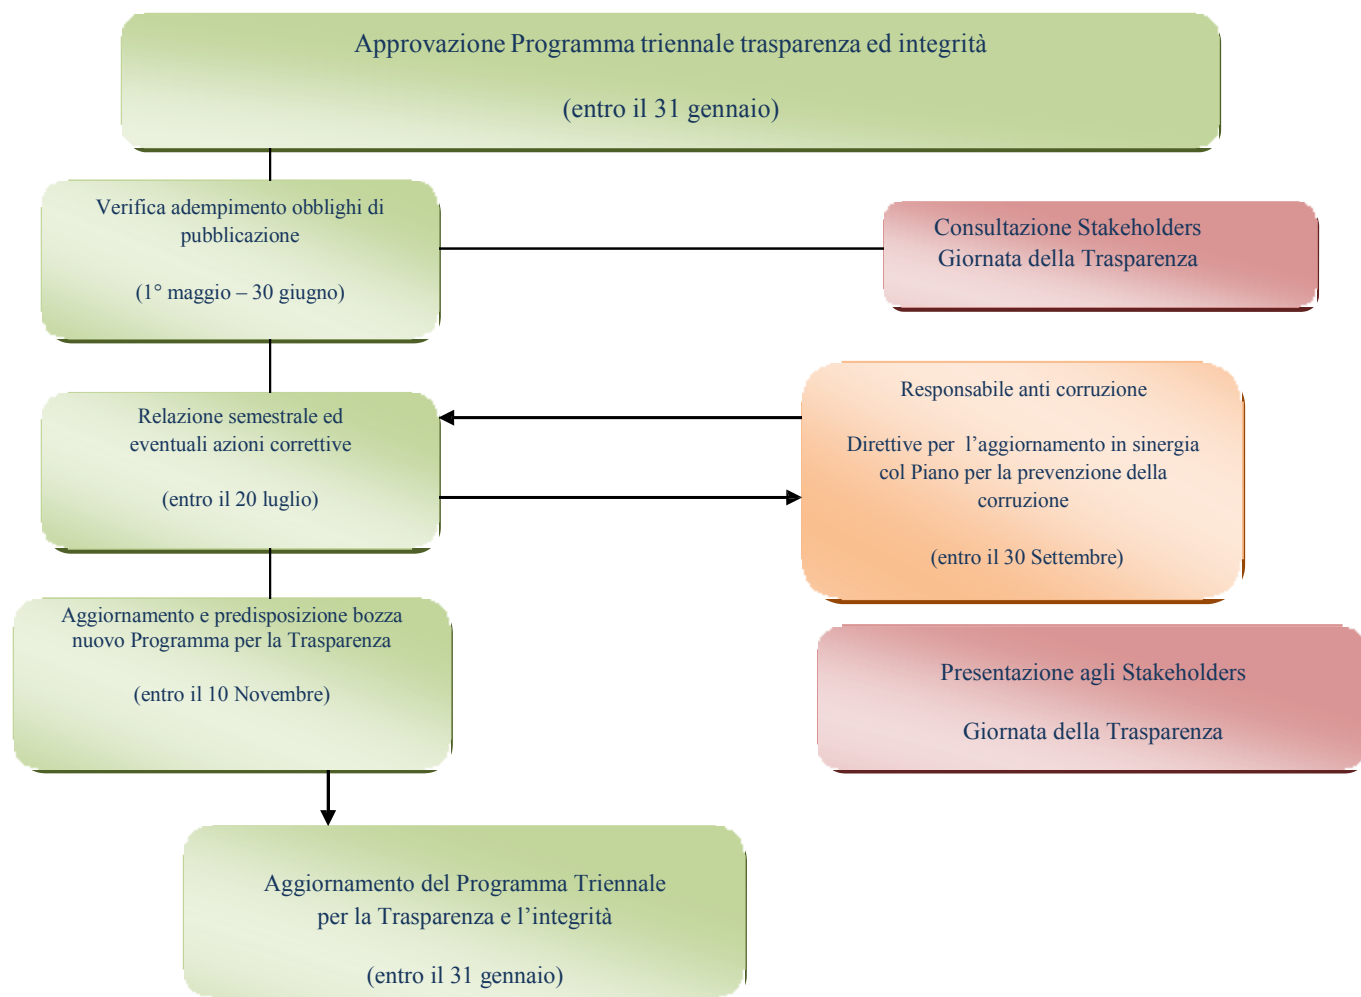 Approvazione Programma triennale trasparenza ed integrità
(entro il 31 gennaio)
Verifica adempimento obblighi di
pubblicazione
(1° maggio – 30 giugno)
Consultazione Stakeholders
Giornata della Trasparenza
Relazione semestrale ed
eventuali azioni correttive
(entro il 20 luglio)
Responsabile anti corruzione
Direttive per l’aggiornamento in sinergia
col Piano per la prevenzione della
corruzione
(entro il 30 Settembre)
Aggiornamento e predisposizione bozza
nuovo Programma per la Trasparenza
(entro il 10 Novembre)
Presentazione agli Stakeholders
Giornata della Trasparenza
Aggiornamento del Programma Triennale
per la Trasparenza e l’integrità
(entro il 31 gennaio)